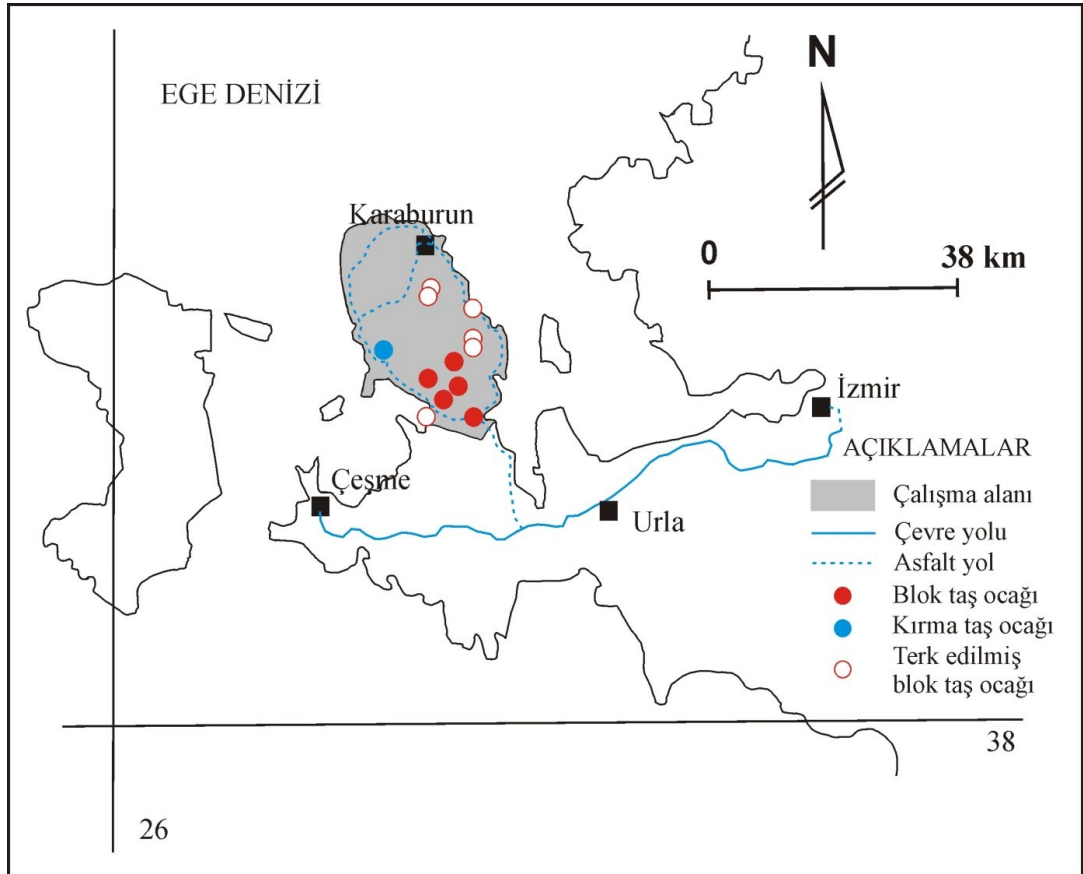 EGE DENİZİ
N
Karaburun
0
38 km
İzmir
AÇIKLAMALAR
Çeşme
Urla
Çalışma alanı
Çevre yolu
Asfalt yol
Blok taş ocağı
Kırma taş ocağı
Terk edilmiş
blok taş ocağı
38
26